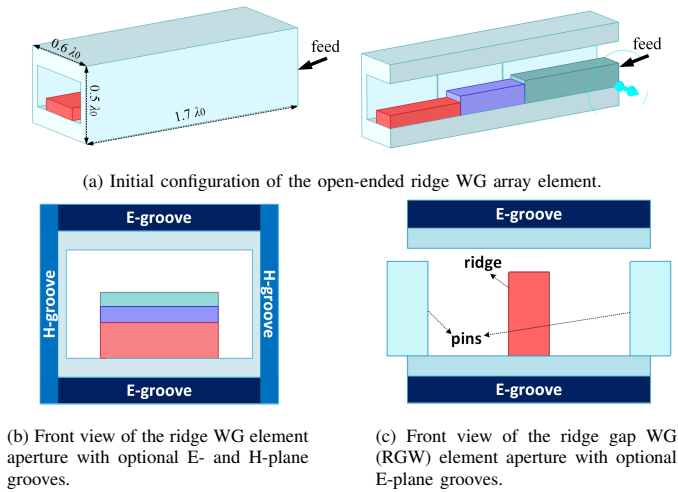 0.6 λ₀
0.5 λ₀
1.7 λ₀
feed
feed
(a) Initial configuration of the open-ended ridge WG array element.
E-groove
H-groove
H-groove
E-groove
E-groove
ridge
pins
E-groove
(b) Front view of the ridge WG element
aperture with optional E- and H-plane
grooves.
(c) Front view of the ridge gap WG
(RGW) element aperture with optional
E-plane grooves.